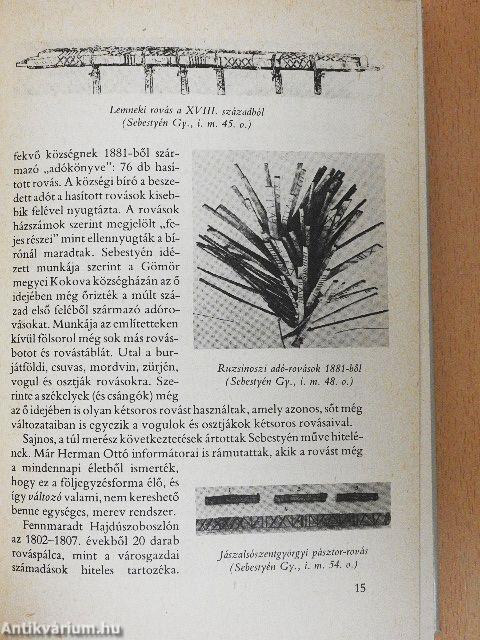 Lemneki rovás a XVIII. századból
(Sebestyén Gy., i. m. 45. o.)
fekvő községnek 1881-ből szár-
mazó „adókönyve": 76 db hasí-
tott rovás. A községi bíró a besze-
dett adót a hasított rovások kiseb-
bik felével nyugtázta. A rovások
házszámok szerint megjelölt „fe-
jes részei" mint ellennyugták a bí-
rónál maradtak. Sebestyén idé-
zett munkája szerint a Gömör
megyei Kokova községházán az ő
idejében még őrizték a múlt szá-
zad első feléből származó adóro-
vásokat. Munkája az említetteken
kívül fölsorol még sok más rovás-
botot és rovástáblát. Utal a bur-
játföldi, csuvas, mordvin, zürjén,
vogul és osztják rovásokra. Sze-
rinte a székelyek (és csángók) még
az ő idejében is olyan kétsoros rovást használtak, amely azonos, sőt még
változataiban is egyezik a vogulok és osztjákok kétsoros rovásaival.
Ruzsinoszi adó-rovások 1881-ből
(Sebestyén Gy., i. m. 48. o.)
Sajnos, a túl merész következtetések ártottak Sebestyén műve hitelé-
nek. Már Herman Ottó informátorai is rámutattak, akik a rovást még
a mindennapi életből ismerték,
hogy ez a följegyzésforma élő, és
így változó valami, nem kereshető
benne egységes, merev rendszer.
Fennmaradt Hajdúszoboszlón
az 1802–1807. évekből 20 darab
rováspálca, mint a városgazdai
számadások hiteles tartozéka.
Jászalsószentgyörgyi pásztor-rovás
(Sebestyén Gy., i. m. 54. o.)
15
Antikvárium.hu